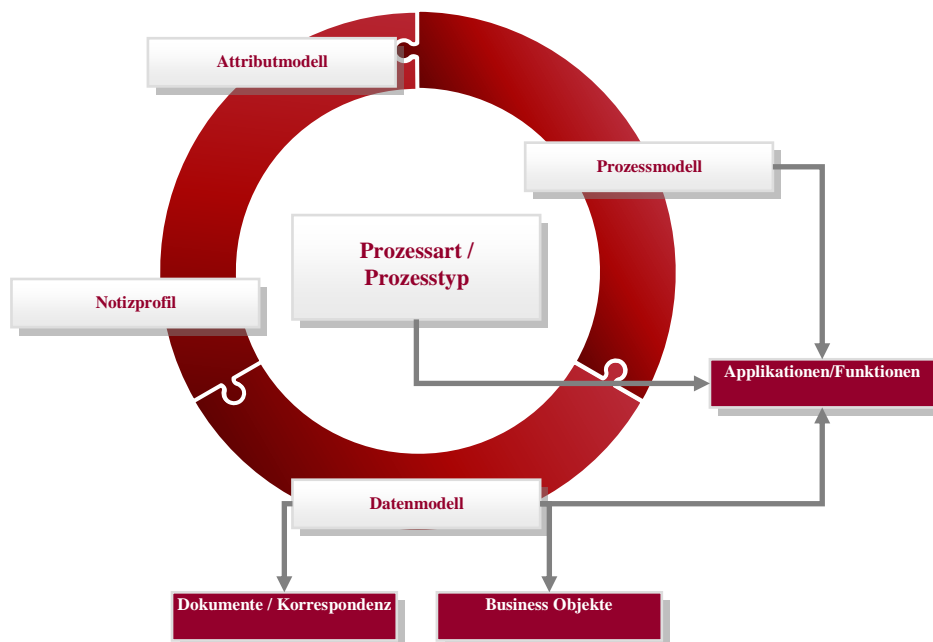 Attributmodell
Prozessmodell
Prozessart /
Prozesstyp
Notizprofil
Applikationen/Funktionen
Datenmodell
Dokumente / Korrespondenz
Business Objekte